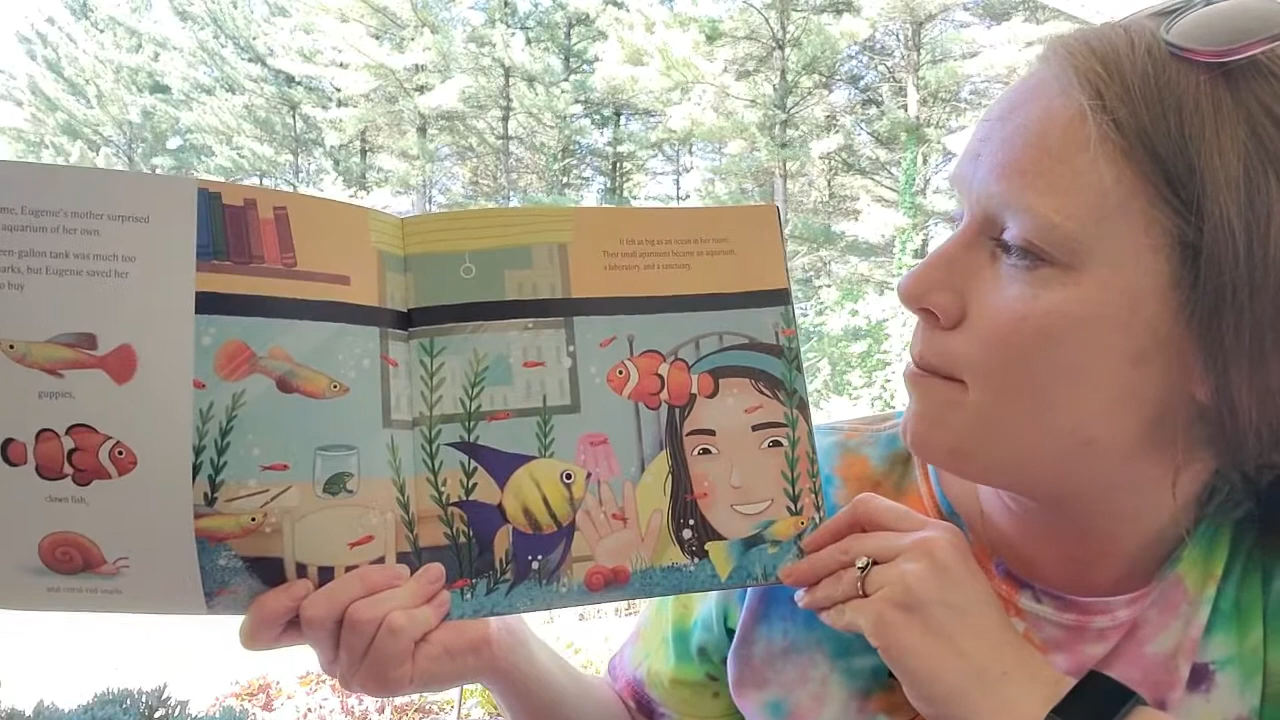 me, Eugenie's mother surprised
aquarium of her own.
een-gallon tank was much too
arks, but Eugenie saved her
o buy
guppies,
clown fish,
and coral-red snails.
It felt as big as an ocean in her room.
Their small apartment became an aquarium,
a laboratory, and a sanctuary.